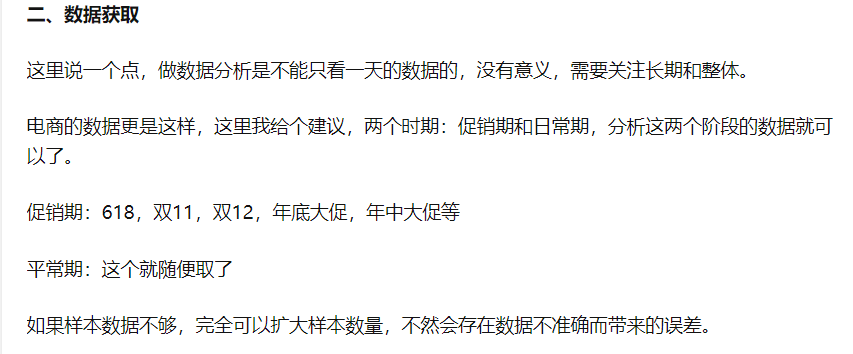 二、数据获取
这里说一个点，做数据分析是不能只看一天的数据的，没有意义，需要关注长期和整体。
电商的数据更是这样，这里我给个建议，两个时期：促销期和日常期，分析这两个阶段的数据就可
以了。
促销期：618，双11，双12，年底大促，年中大促等
平常期：这个就随便取了
如果样本数据不够，完全可以扩大样本数量，不然会存在数据不准确而带来的误差。